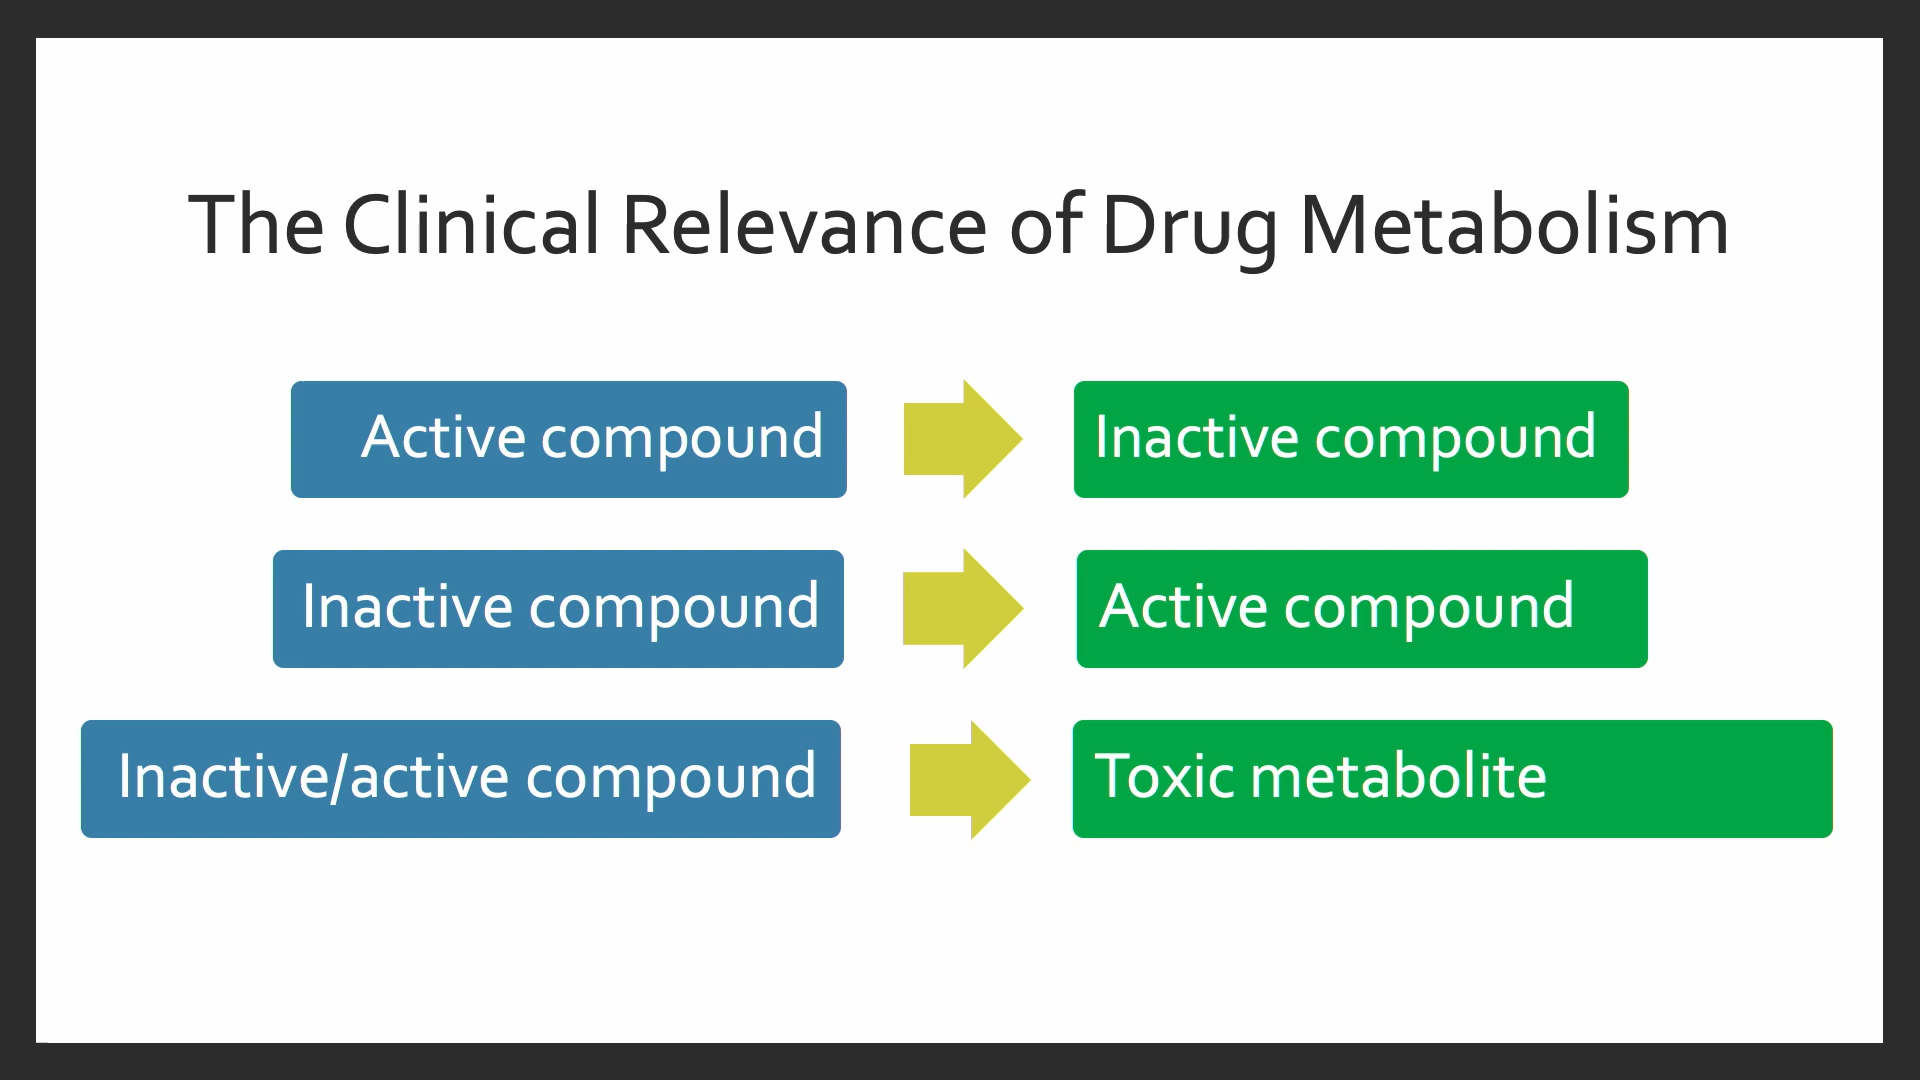 The Clinical Relevance of Drug Metabolism
Active compound
Inactive compound
Inactive compound
Active compound
Inactive/active compound
Toxic metabolite